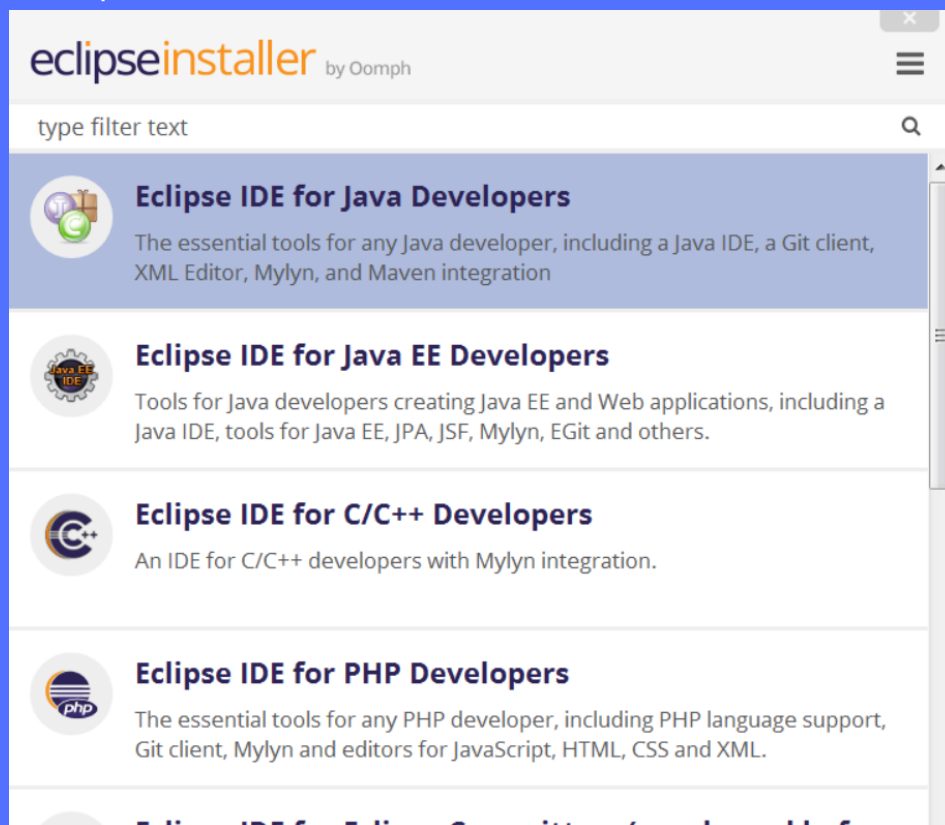 eclipseinstaller by Oomph
type filter text
Eclipse IDE for Java Developers
The essential tools for any Java developer, including a Java IDE, a Git client,
XML Editor, Mylyn, and Maven integration
Java EE
IDE
Eclipse IDE for Java EE Developers
Tools for Java developers creating Java EE and Web applications, including a
Java IDE, tools for Java EE, JPA, JSF, Mylyn, EGit and others.
C++
Eclipse IDE for C/C++ Developers
An IDE for C/C++ developers with Mylyn integration.
php
Eclipse IDE for PHP Developers
The essential tools for any PHP developer, including PHP language support,
Git client, Mylyn and editors for JavaScript, HTML, CSS and XML.